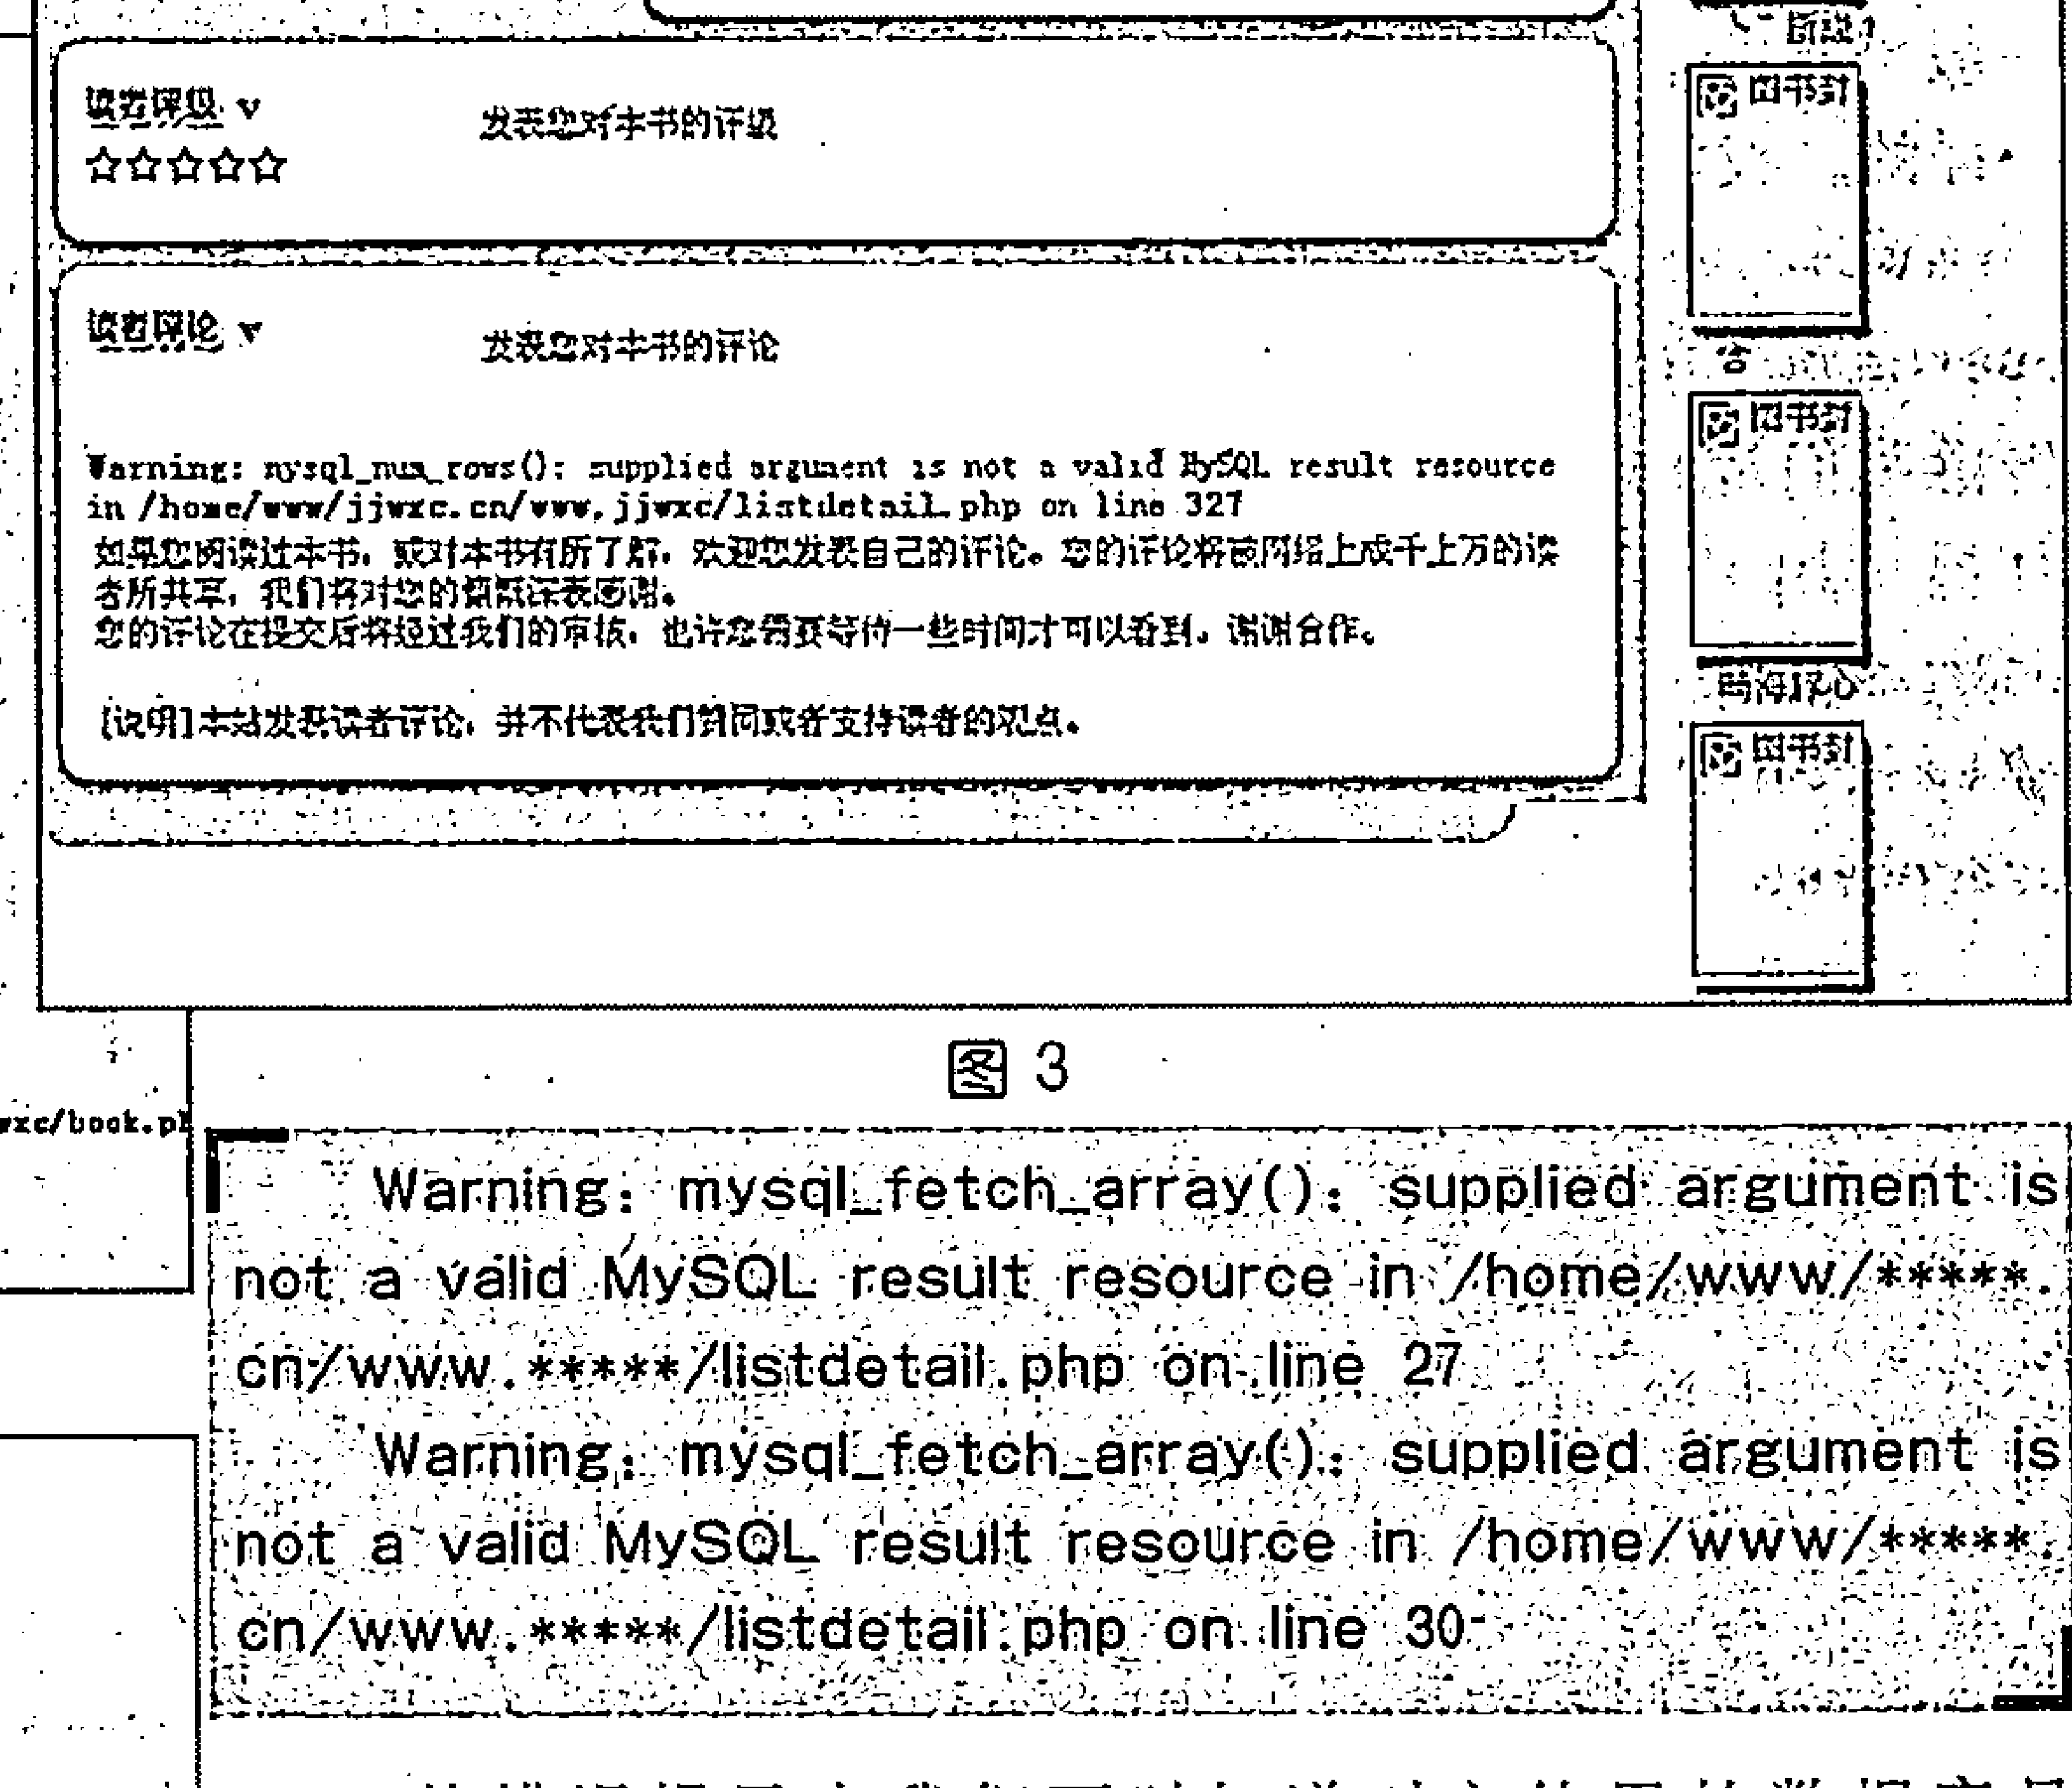 读者评级
发表您对本书的评级
☆☆☆☆☆
图书封
读者评论
发表您对本书的评论
Warning: mysql_num_rows(): supplied argument is not a valid MySQL result resource
in /home/www/jjwxc.cn/www.jjwxc/listdetail.php on line 327
如果您阅读过本书，或对本书有所了解，欢迎您发表自己的评论。您的评论将被网络上成千上万的读
者所共享，我们将对您的深表感谢。
您的评论在提交后将经过我们的审核，也许您需要等待一些时间才可以看到。谢谢合作。
[说明]本站发表读者评论，并不代表我们赞同或者支持读者的观点。
图书封
图书封
图 3
wxc/book.ph
Warning: mysql_fetch_array(): supplied argument is
not a valid MySQL result resource in /home/www/*****.
cn/www.*****/listdetail.php on line 27
Warning: mysql_fetch_array(): supplied argument is
not a valid MySQL result resource in /home/www/*****.
cn/www.*****/listdetail.php on line 30